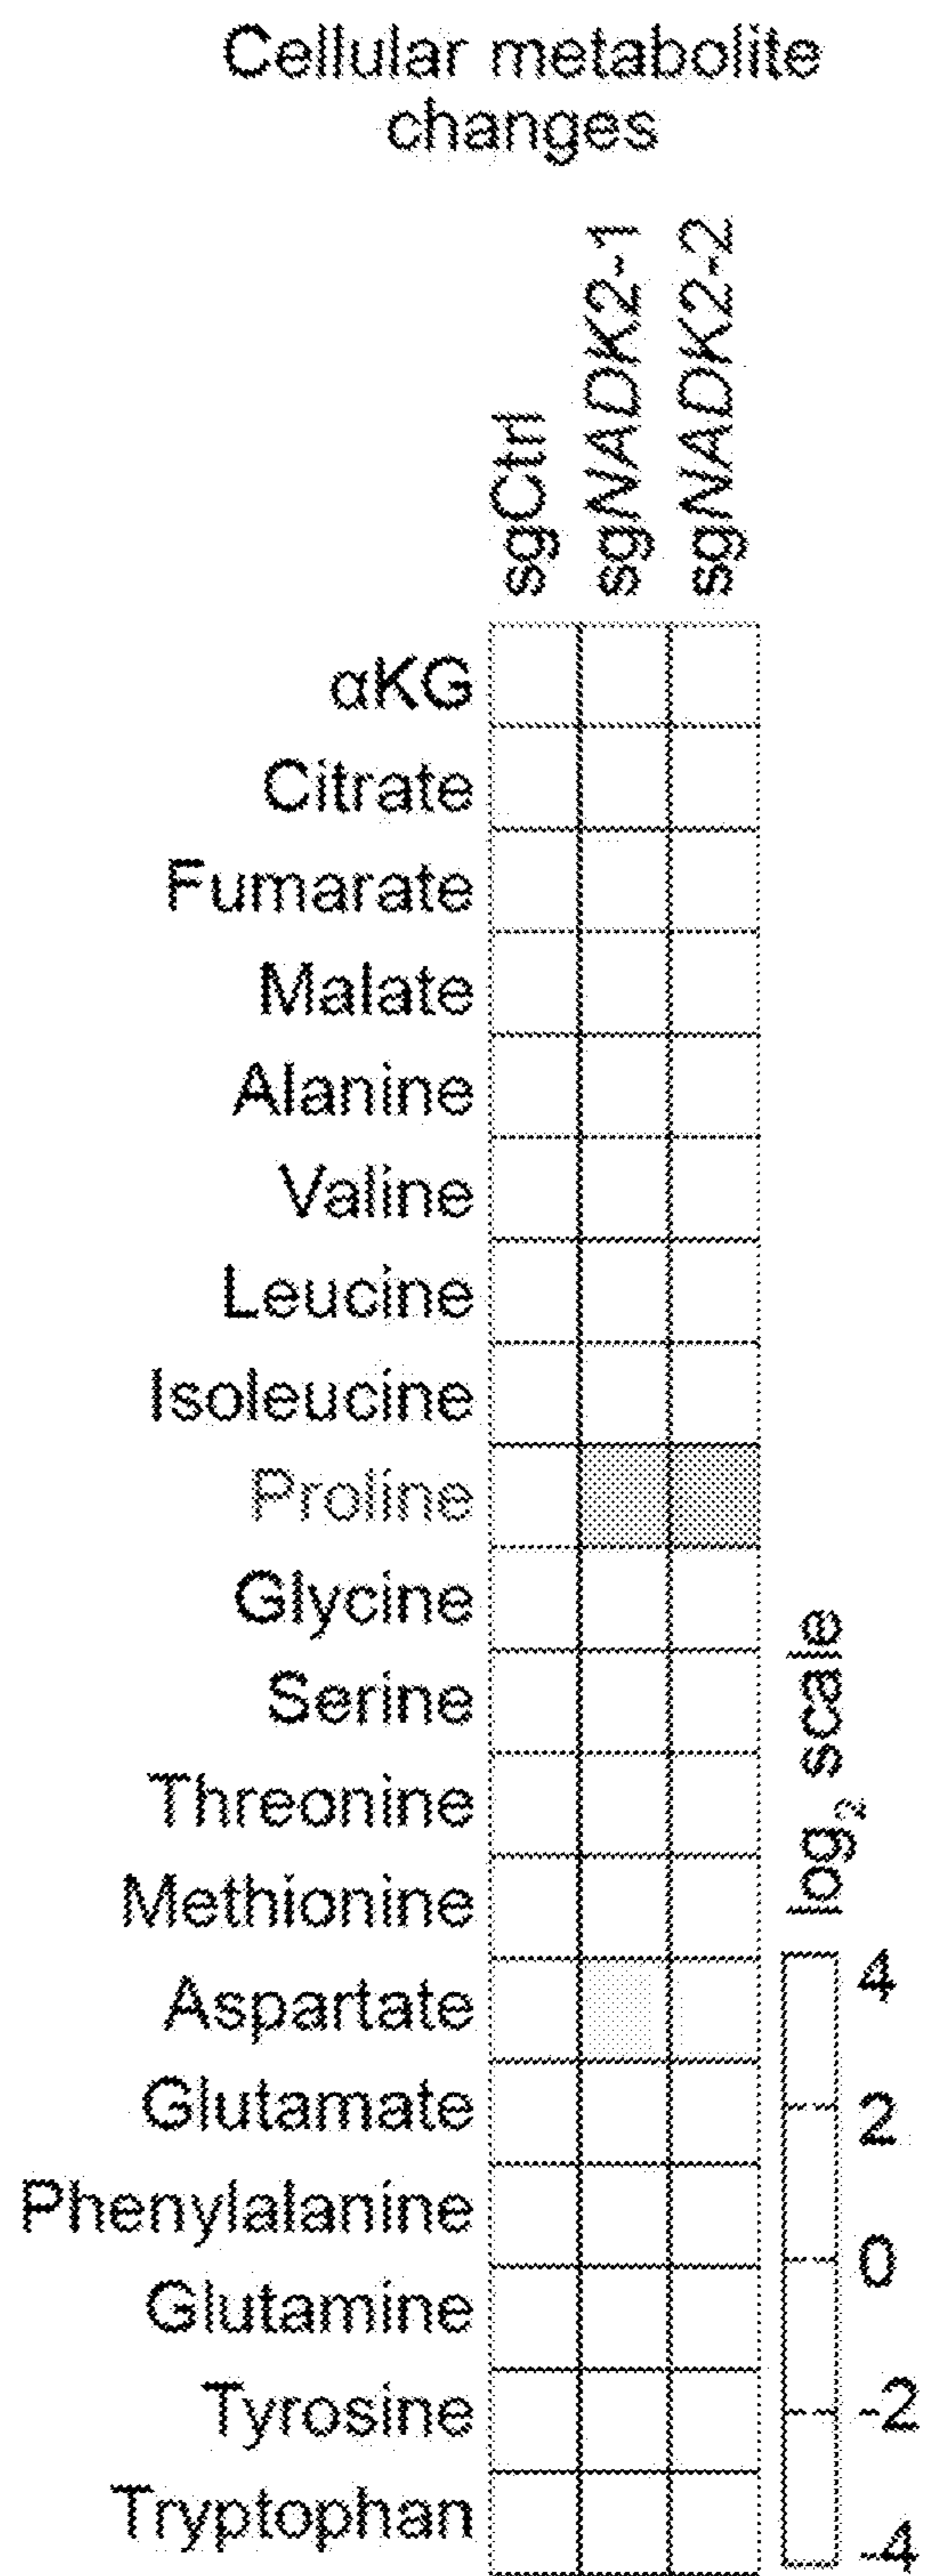 Cellular metabolite
changes
sgCtrl
sgNADK2-1
sgNADK2-2
αKG
Citrate
Fumarate
Malate
Alanine
Valine
Leucine
Isoleucine
Proline
Glycine
Serine
Threonine
Methionine
Aspartate
Glutamate
Phenylalanine
Glutamine
Tyrosine
Tryptophan
log₂ scale
4
2
0
-2
-4